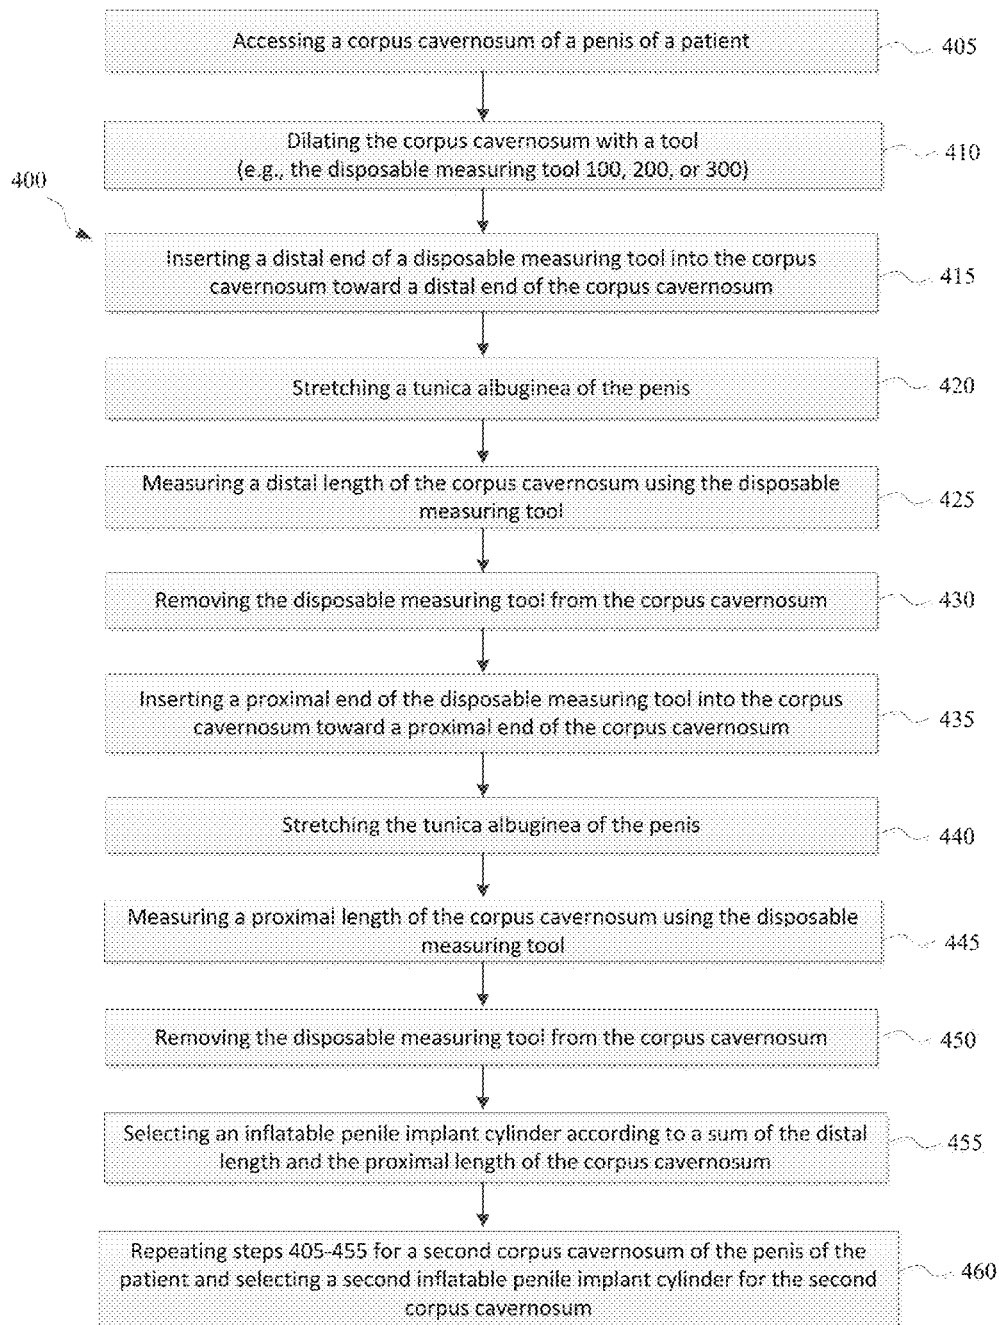 Accessing a corpus cavernosum of a penis of a patient
405
Dilating the corpus cavernosum with a tool
(e.g., the disposable measuring tool 100, 200, or 300)
410
400
Inserting a distal end of a disposable measuring tool into the corpus
cavernosum toward a distal end of the corpus cavernosum
415
Stretching a tunica albuginea of the penis
420
Measuring a distal length of the corpus cavernosum using the disposable
measuring tool
425
Removing the disposable measuring tool from the corpus cavernosum
430
Inserting a proximal end of the disposable measuring tool into the corpus
cavernosum toward a proximal end of the corpus cavernosum
435
Stretching the tunica albuginea of the penis
440
Measuring a proximal length of the corpus cavernosum using the disposable
measuring tool
445
Removing the disposable measuring tool from the corpus cavernosum
450
Selecting an inflatable penile implant cylinder according to a sum of the distal
length and the proximal length of the corpus cavernosum
455
Repeating steps 405-455 for a second corpus cavernosum of the penis of the
patient and selecting a second inflatable penile implant cylinder for the second
corpus cavernosum
460